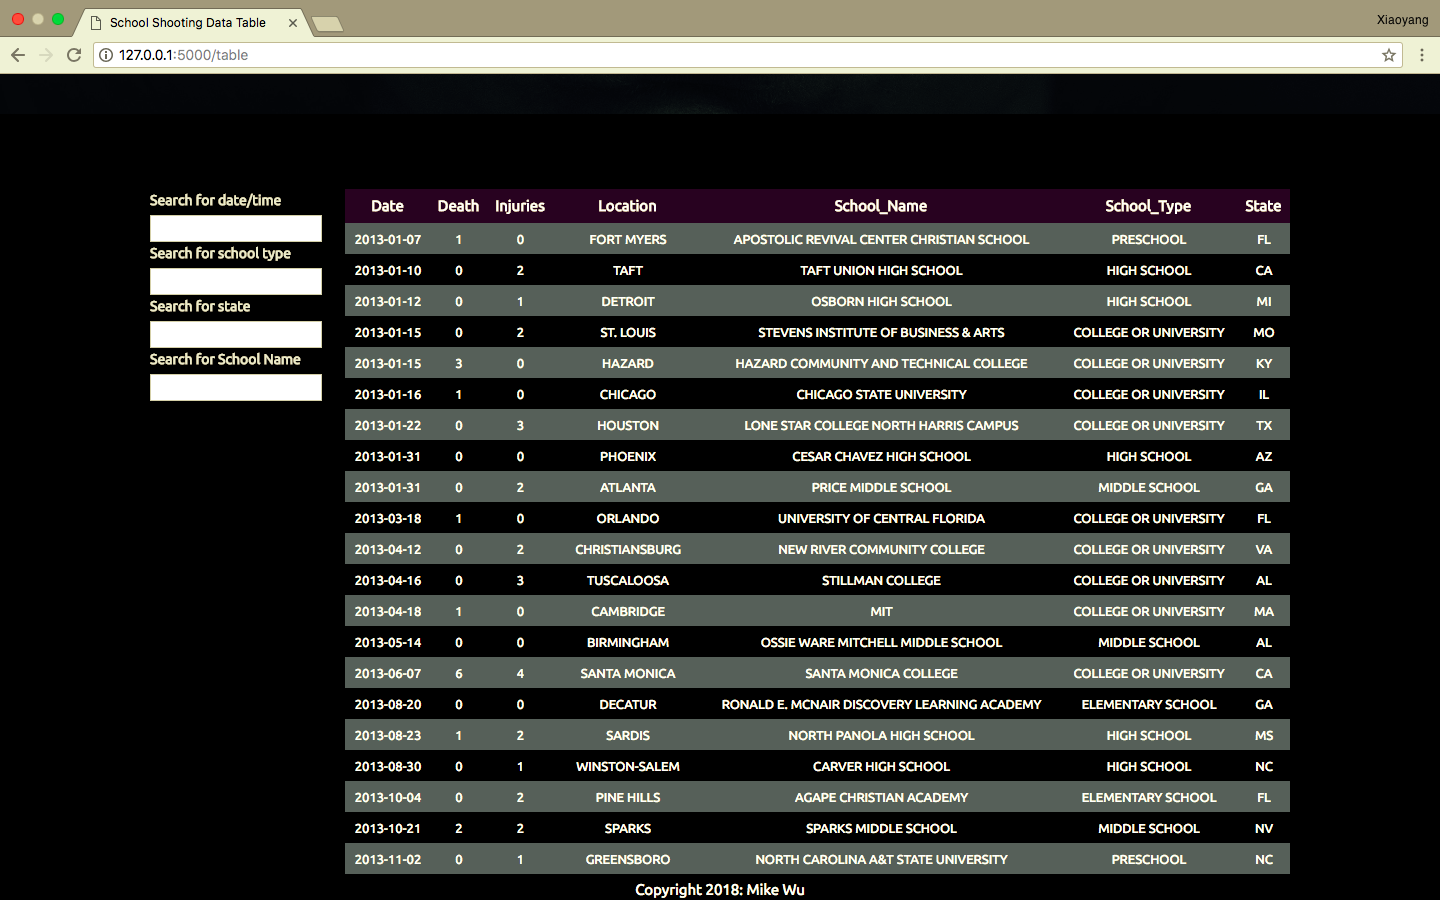 School Shooting Data Table
Xiaoyang
127.0.0.1:5000/table
Search for date/time
Search for school type
Search for state
Search for School Name
Date Death Injuries Location School_Name School_Type State
2013-01-07 1 0 FORT MYERS APOSTOLIC REVIVAL CENTER CHRISTIAN SCHOOL PRESCHOOL FL
2013-01-10 0 2 TAFT TAFT UNION HIGH SCHOOL HIGH SCHOOL CA
2013-01-12 0 1 DETROIT OSBORN HIGH SCHOOL HIGH SCHOOL MI
2013-01-15 0 2 ST. LOUIS STEVENS INSTITUTE OF BUSINESS & ARTS COLLEGE OR UNIVERSITY MO
2013-01-15 3 0 HAZARD HAZARD COMMUNITY AND TECHNICAL COLLEGE COLLEGE OR UNIVERSITY KY
2013-01-16 1 0 CHICAGO CHICAGO STATE UNIVERSITY COLLEGE OR UNIVERSITY IL
2013-01-22 0 3 HOUSTON LONE STAR COLLEGE NORTH HARRIS CAMPUS COLLEGE OR UNIVERSITY TX
2013-01-31 0 0 PHOENIX CESAR CHAVEZ HIGH SCHOOL HIGH SCHOOL AZ
2013-01-31 0 2 ATLANTA PRICE MIDDLE SCHOOL MIDDLE SCHOOL GA
2013-03-18 1 0 ORLANDO UNIVERSITY OF CENTRAL FLORIDA COLLEGE OR UNIVERSITY FL
2013-04-12 0 2 CHRISTIANSBURG NEW RIVER COMMUNITY COLLEGE COLLEGE OR UNIVERSITY VA
2013-04-16 0 3 TUSCALOOSA STILLMAN COLLEGE COLLEGE OR UNIVERSITY AL
2013-04-18 1 0 CAMBRIDGE MIT COLLEGE OR UNIVERSITY MA
2013-05-14 0 0 BIRMINGHAM OSSIE WARE MITCHELL MIDDLE SCHOOL MIDDLE SCHOOL AL
2013-06-07 6 4 SANTA MONICA SANTA MONICA COLLEGE COLLEGE OR UNIVERSITY CA
2013-08-20 0 0 DECATUR RONALD E. MCNAIR DISCOVERY LEARNING ACADEMY ELEMENTARY SCHOOL GA
2013-08-23 1 2 SARDIS NORTH PANOLA HIGH SCHOOL HIGH SCHOOL MS
2013-08-30 0 1 WINSTON-SALEM CARVER HIGH SCHOOL HIGH SCHOOL NC
2013-10-04 0 2 PINE HILLS AGAPE CHRISTIAN ACADEMY ELEMENTARY SCHOOL FL
2013-10-21 2 2 SPARKS SPARKS MIDDLE SCHOOL MIDDLE SCHOOL NV
2013-11-02 0 1 GREENSBORO NORTH CAROLINA A&T STATE UNIVERSITY PRESCHOOL NC
Copyright 2018: Mike Wu